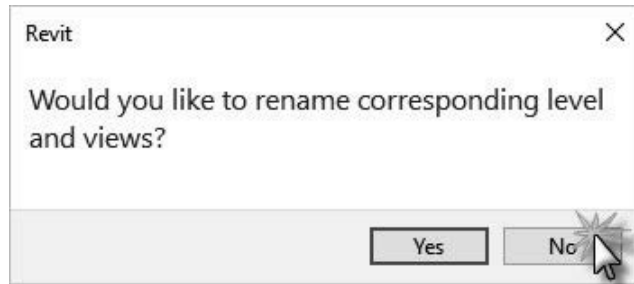 Revit
Would you like to rename corresponding level
and views?
Yes
No